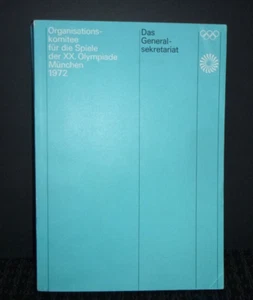 Organisations-
komitee
für die Spiele
der XX. Olympiade
München
1972
Das
General-
sekretariat